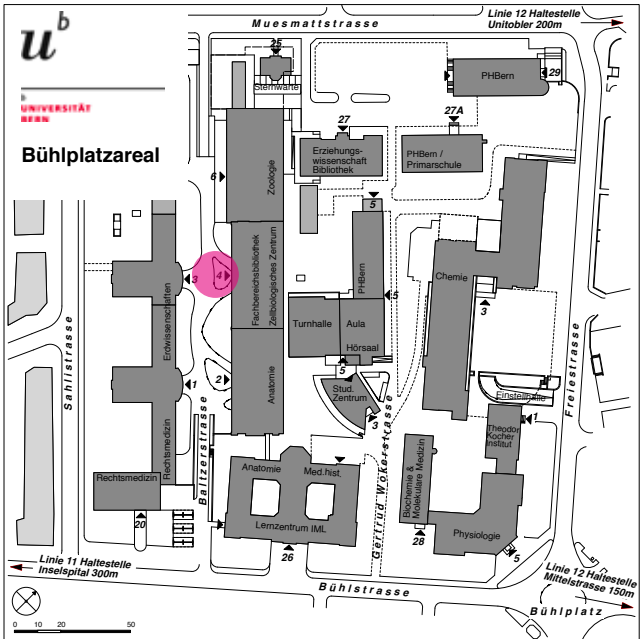 u b
UNIVERSITÄT
BERN
Bühlplatzareal
Muesmattstrasse
Linie 12 Haltestelle
Unitobler 200m
25
Sternwarte
PHBern
29
27
Erziehungs-
wissenschaft
Bibliothek
27A
PHBern /
Primarschule
6
Zoologie
5
PHBern
5
Chemie
3
4
3
Fachbereichsbibliothek
Zellbiologisches Zentrum
Erdwissenschaften
Turnhalle
Aula
Hörsaal
5
Sahlistrasse
Freiestrasse
1
2
Anatomie
Stud.
Zentrum
3
Einstellhalle
1
Theodor
Kocher
Institut
Baltzerstrasse
Gertrud Wokerstrasse
Rechtsmedizin
Rechtsmedizin
20
Anatomie
Med.hist.
Lernzentrum IML
26
Biochemie &
Molekulare Medizin
28
Physiologie
5
Linie 11 Haltestelle
Inselspital 300m
Bühlstrasse
Linie 12 Haltestelle
Mittelstrasse 150m
Bühlplatz
0 10 20 50